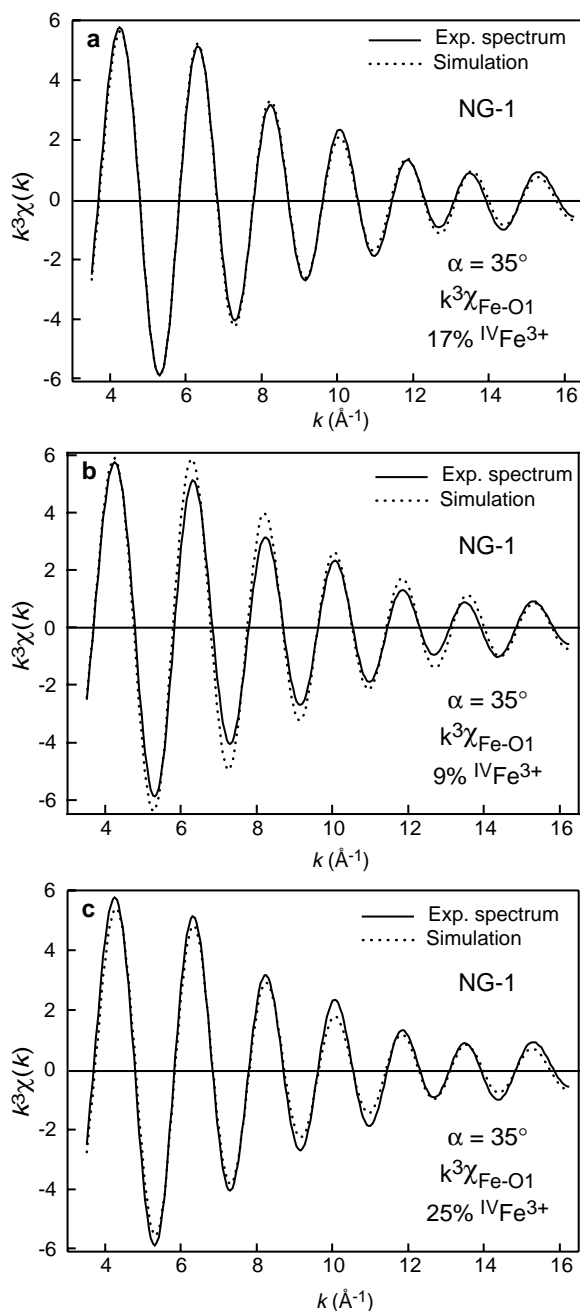 a
Exp. spectrum
Simulation
NG-1
6
4
2
0
-2
-4
-6
k³χ(k)
α = 35°
k³χFe-O1
17% IVFe3+
4 6 8 10 12 14 16
k (Å-1)
b
Exp. spectrum
Simulation
NG-1
6
4
2
0
-2
-4
-6
k³χ(k)
α = 35°
k³χFe-O1
9% IVFe3+
4 6 8 10 12 14 16
k (Å-1)
c
Exp. spectrum
Simulation
NG-1
6
4
2
0
-2
-4
-6
k³χ(k)
α = 35°
k³χFe-O1
25% IVFe3+
4 6 8 10 12 14 16
k (Å-1)